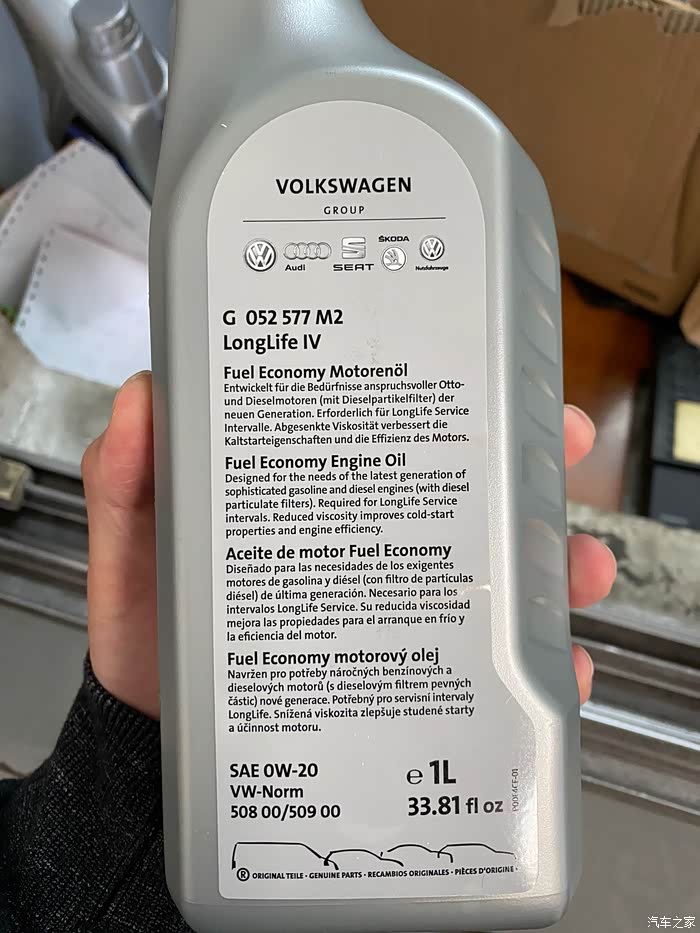 VOLKSWAGEN
GROUP
Audi SEAT ŠKODA Nutzfahrzeuge
G 052 577 M2
LongLife IV
Fuel Economy Motorenöl
Entwickelt für die Bedürfnisse anspruchsvoller Otto-
und Dieselmotoren (mit Dieselpartikelfilter) der
neuen Generation. Erforderlich für LongLife Service
Intervalle. Abgesenkte Viskosität verbessert die
Kaltstarteigenschaften und die Effizienz des Motors.
Fuel Economy Engine Oil
Designed for the needs of the latest generation of
sophisticated gasoline and diesel engines (with diesel
particulate filters). Required for LongLife Service
intervals. Reduced viscosity improves cold-start
properties and engine efficiency.
Aceite de motor Fuel Economy
Diseñado para las necesidades de los exigentes
motores de gasolina y diésel (con filtro de partículas
diésel) de última generación. Necesario para los
intervalos LongLife Service. Su reducida viscosidad
mejora las propiedades para el arranque en frío y
la eficiencia del motor.
Fuel Economy motorový olej
Navržen pro potřeby náročných benzínových a
dieselových motorů (s dieselovým filtrem pevných
částic) nové generace. Potřebný pro servisní intervaly
LongLife. Snížená viskozita zlepšuje studené starty
a účinnost motoru.
SAE 0W-20
VW-Norm
508 00/509 00
e 1L
33.81 fl oz
® ORIGINAL TEILE · GENUINE PARTS · RECAMBIOS ORIGINALES · PIÈCES D'ORIGINE ·
汽车之家